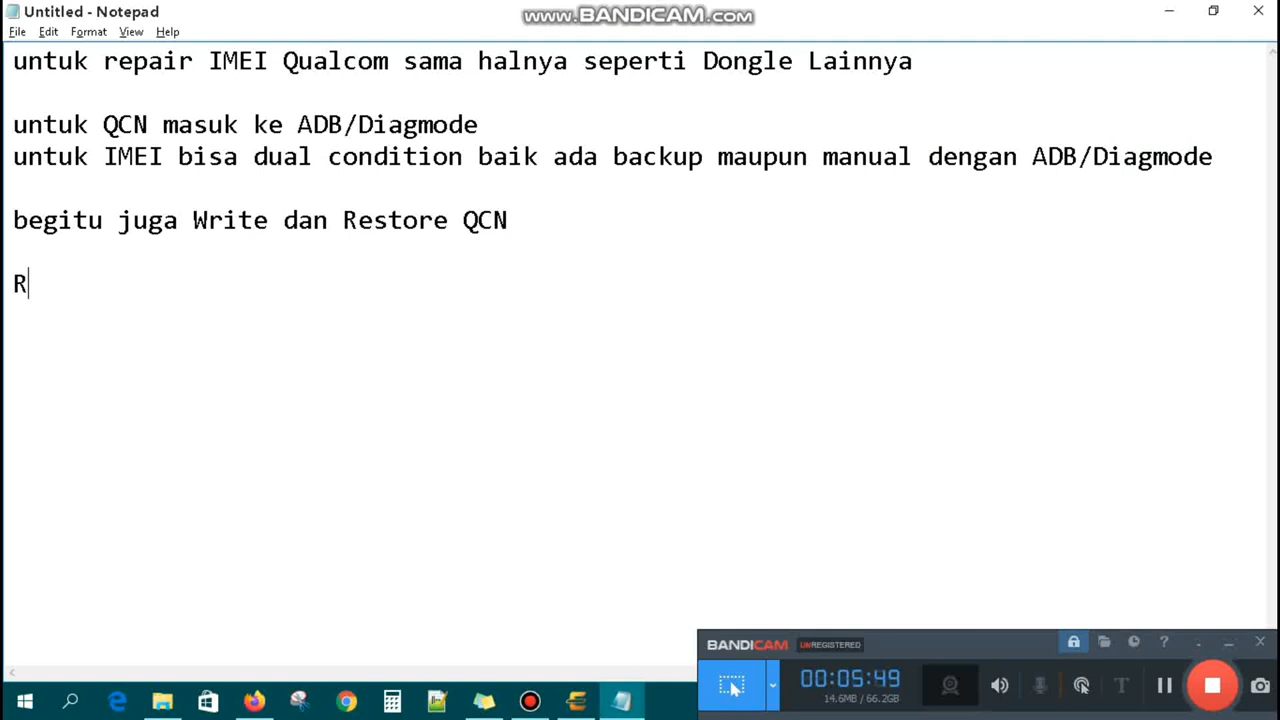 Untitled - Notepad
www.BANDICAM.com
File Edit Format View Help
untuk repair IMEI Qualcom sama halnya seperti Dongle Lainnya
untuk QCN masuk ke ADB/Diagmode
untuk IMEI bisa dual condition baik ada backup maupun manual dengan ADB/Diagmode
begitu juga Write dan Restore QCN
R
BANDICAM UNREGISTERED
00:05:49
14.6MB / 66.2GB